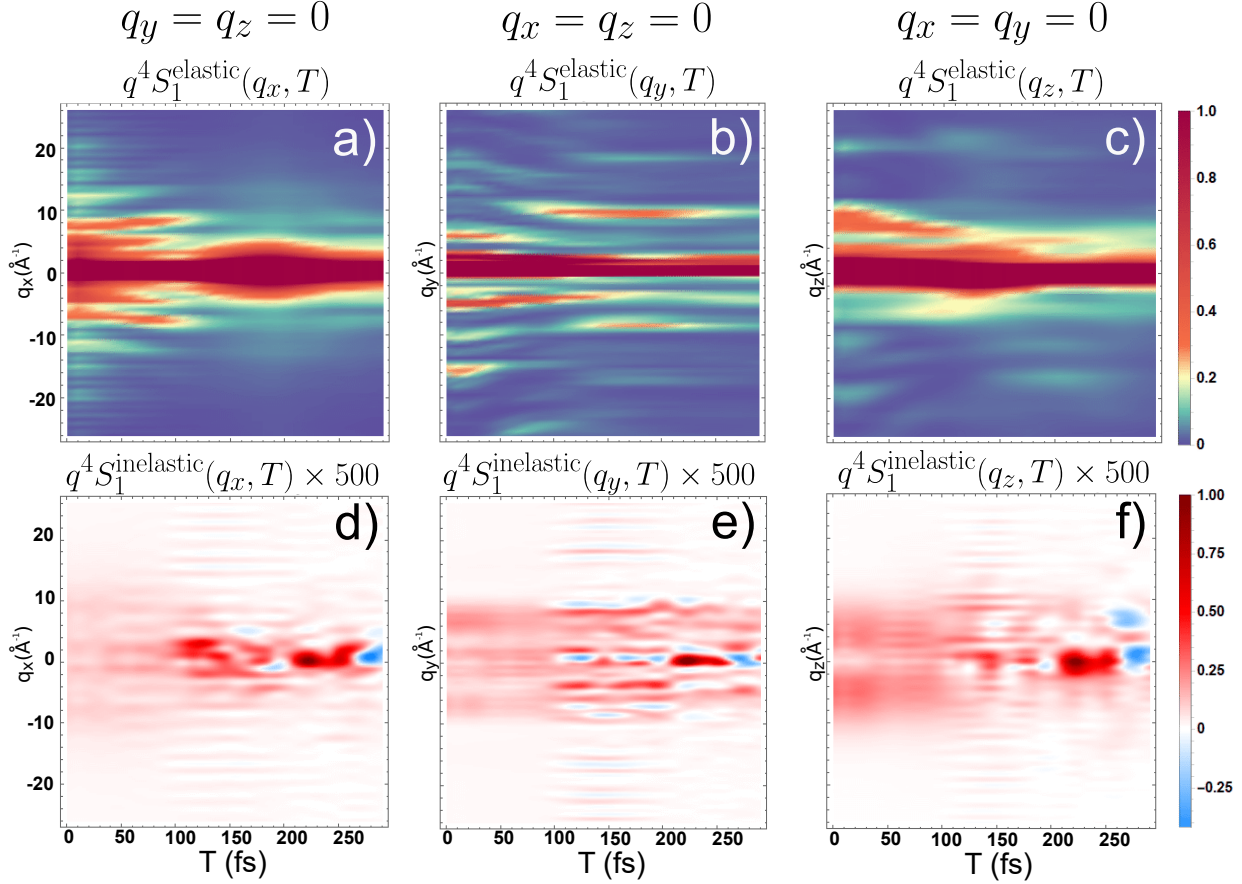 q_y = q_z = 0
q_x = q_z = 0
q_x = q_y = 0
q^4 S_1^elastic(q_x, T)
q^4 S_1^elastic(q_y, T)
q^4 S_1^elastic(q_z, T)
a)
b)
c)
20
10
0
-10
-20
q_x(Å^-1)
q_y(Å^-1)
q_z(Å^-1)
1.0
0.8
0.6
0.4
0.2
0
q^4 S_1^inelastic(q_x, T) × 500
q^4 S_1^inelastic(q_y, T) × 500
q^4 S_1^inelastic(q_z, T) × 500
d)
e)
f)
20
10
0
-10
-20
q_x(Å^-1)
q_y(Å^-1)
q_z(Å^-1)
1.00
0.75
0.50
0.25
0
−0.25
0 50 100 150 200 250
0 50 100 150 200 250
0 50 100 150 200 250
T (fs)
T (fs)
T (fs)